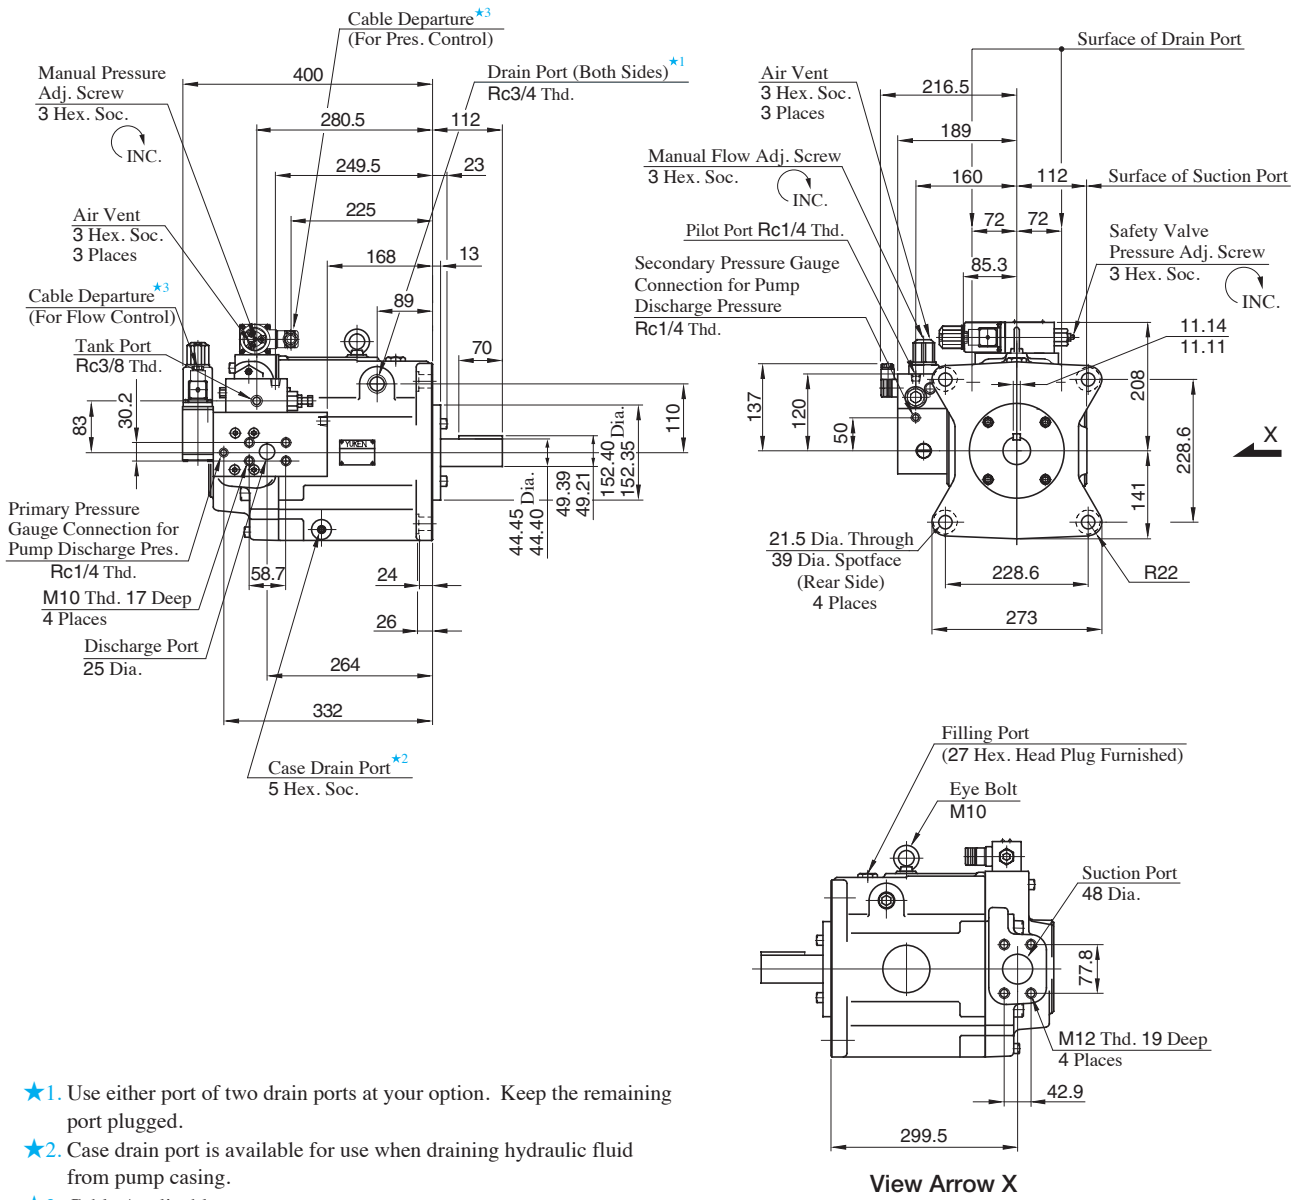 Cable Departure★3
(For Pres. Control)
Manual Pressure
Adj. Screw
3 Hex. Soc.
INC.
400
Drain Port (Both Sides)★1
Rc3/4 Thd.
280.5
112
249.5
23
225
Air Vent
3 Hex. Soc.
3 Places
168
13
Cable Departure★3
(For Flow Control)
89
Tank Port
Rc3/8 Thd.
70
30.2
83
110
YUKEN
152.40
152.35
Dia.
49.39
49.21
44.45
44.40
Dia.
Primary Pressure
Gauge Connection for
Pump Discharge Pres.
Rc1/4 Thd.
58.7
24
M10 Thd. 17 Deep
4 Places
26
Discharge Port
25 Dia.
264
332
Case Drain Port★2
5 Hex. Soc.
Surface of Drain Port
Air Vent
3 Hex. Soc.
3 Places
216.5
189
Manual Flow Adj. Screw
3 Hex. Soc.
INC.
160
112
Surface of Suction Port
72
72
Pilot Port Rc1/4 Thd.
Safety Valve
Pressure Adj. Screw
3 Hex. Soc.
INC.
Secondary Pressure Gauge
Connection for Pump
Discharge Pressure
Rc1/4 Thd.
85.3
11.14
11.11
208
137
120
50
228.6
X
141
21.5 Dia. Through
39 Dia. Spotface
(Rear Side)
4 Places
228.6
R22
273
Filling Port
(27 Hex. Head Plug Furnished)
Eye Bolt
M10
Suction Port
48 Dia.
77.8
M12 Thd. 19 Deep
4 Places
42.9
299.5
View Arrow X
★1. Use either port of two drain ports at your option. Keep the remaining
port plugged.
★2. Case drain port is available for use when draining hydraulic fluid
from pump casing.